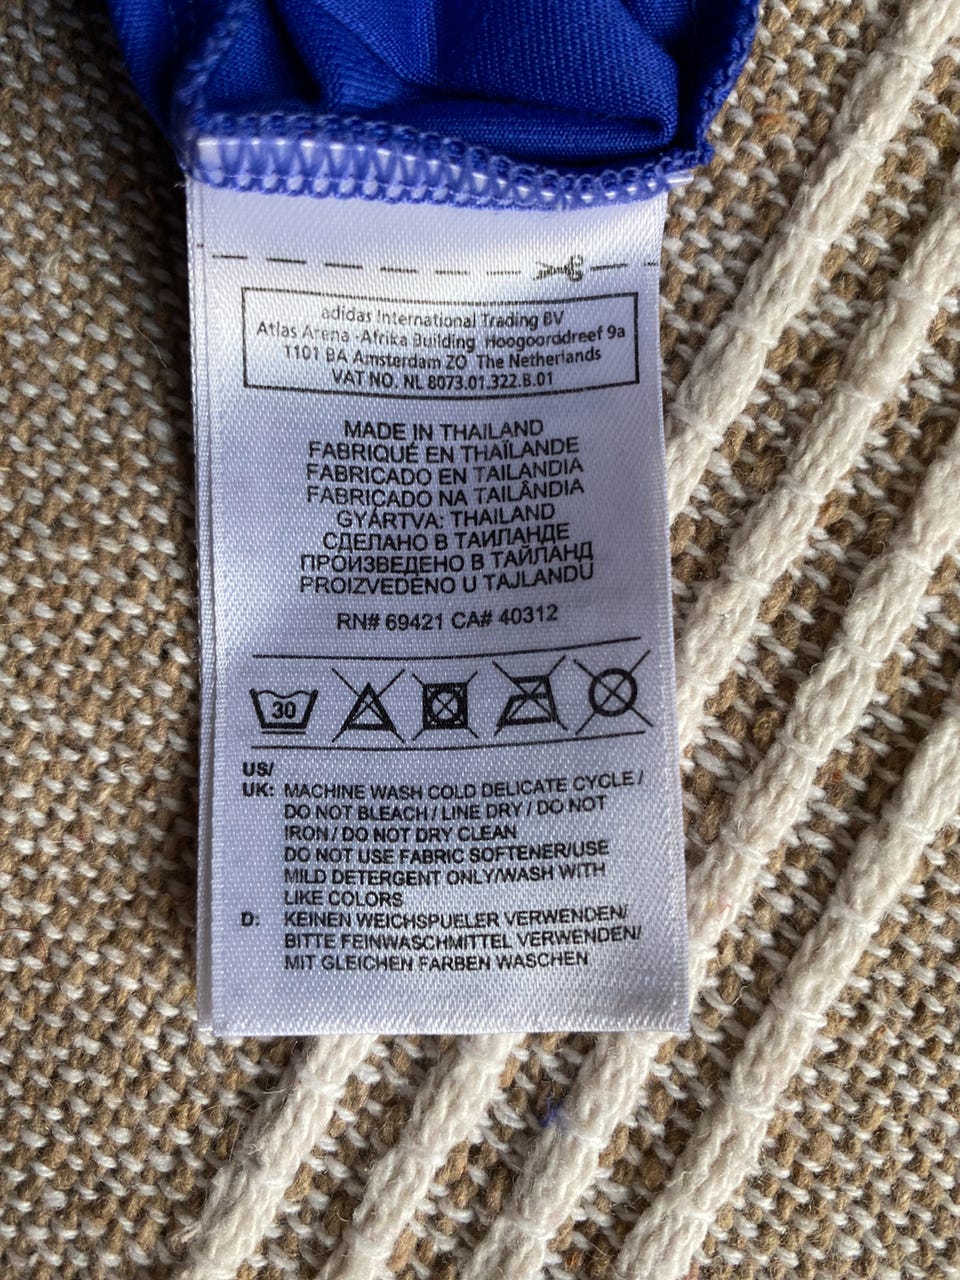 adidas International Trading BV
Atlas Arena -Afrika Building Hoogoorddreef 9a
1101 BA Amsterdam ZO The Netherlands
VAT NO. NL 8073.01.322.B.01
MADE IN THAILAND
FABRIQUÉ EN THAÏLANDE
FABRICADO EN TAILANDIA
FABRICADO NA TAILÂNDIA
GYÁRTVA: THAILAND
СДЕЛАНО В ТАИЛАНДЕ
ПРОИЗВЕДЕНО В ТАЙЛАНД
PROIZVEDENO U TAJLANDU
RN# 69421 CA# 40312
30
US/
UK: MACHINE WASH COLD DELICATE CYCLE /
DO NOT BLEACH / LINE DRY / DO NOT
IRON / DO NOT DRY CLEAN
DO NOT USE FABRIC SOFTENER/USE
MILD DETERGENT ONLY/WASH WITH
LIKE COLORS
D: KEINEN WEICHSPUELER VERWENDEN/
BITTE FEINWASCHMITTEL VERWENDEN/
MIT GLEICHEN FARBEN WASCHEN